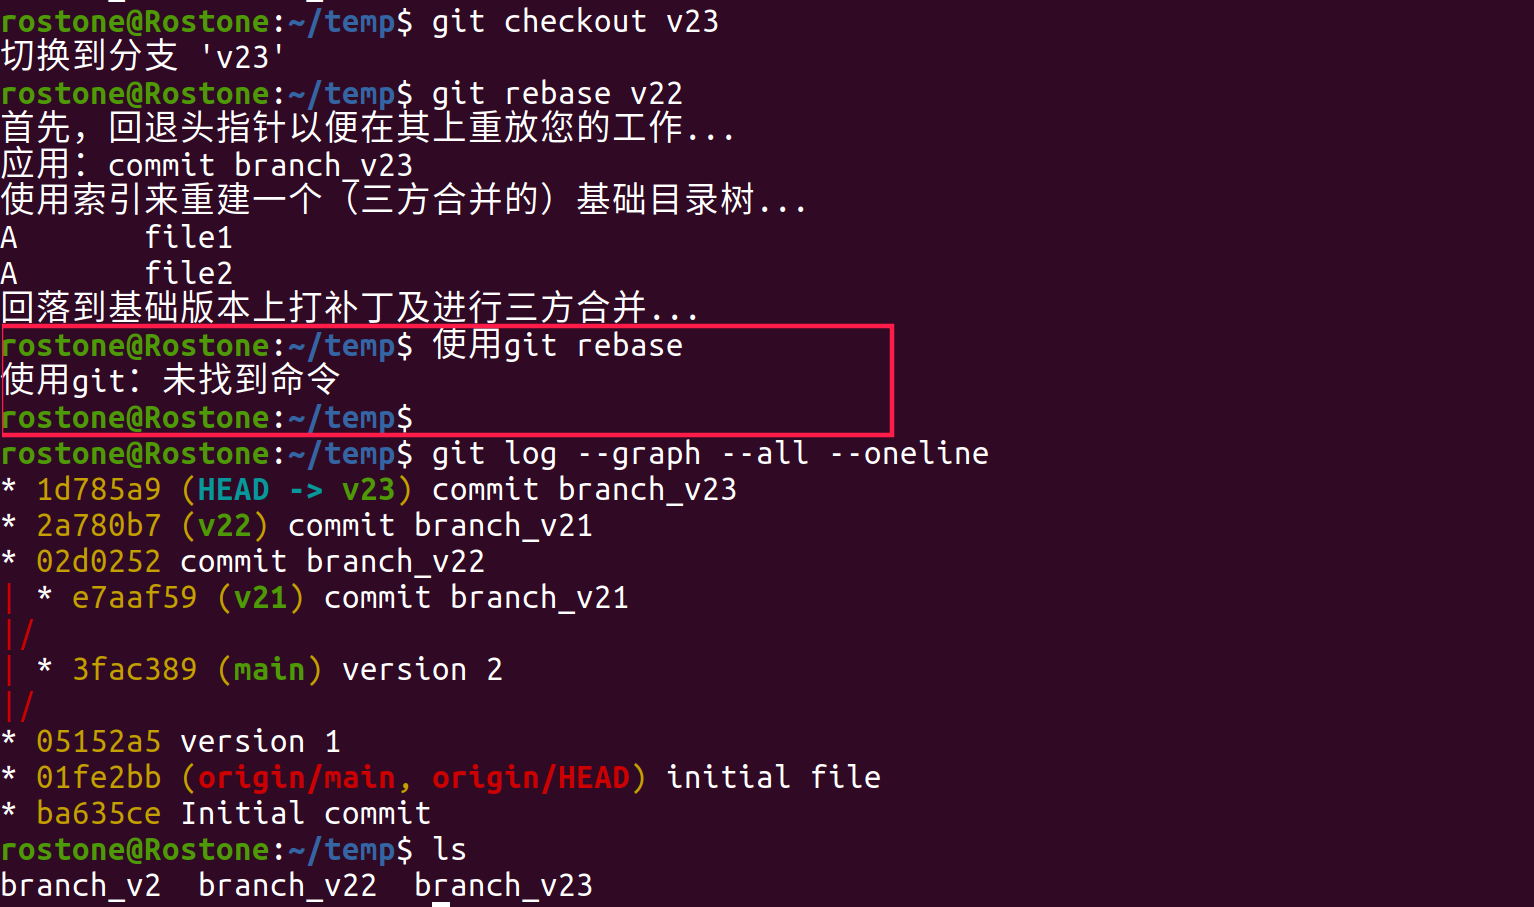 rostone@Rostone:~/temp$ git checkout v23
切换到分支 'v23'
rostone@Rostone:~/temp$ git rebase v22
首先，回退头指针以便在其上重放您的工作...
应用：commit branch_v23
使用索引来重建一个（三方合并的）基础目录树...
A       file1
A       file2
回落到基础版本上打补丁及进行三方合并...
rostone@Rostone:~/temp$ 使用git rebase
使用git：未找到命令
rostone@Rostone:~/temp$
rostone@Rostone:~/temp$ git log --graph --all --oneline
* 1d785a9 (HEAD -> v23) commit branch_v23
* 2a780b7 (v22) commit branch_v21
* 02d0252 commit branch_v22
| * e7aaf59 (v21) commit branch_v21
|/
| * 3fac389 (main) version 2
|/
* 05152a5 version 1
* 01fe2bb (origin/main, origin/HEAD) initial file
* ba635ce Initial commit
rostone@Rostone:~/temp$ ls
branch_v2  branch_v22  branch_v23